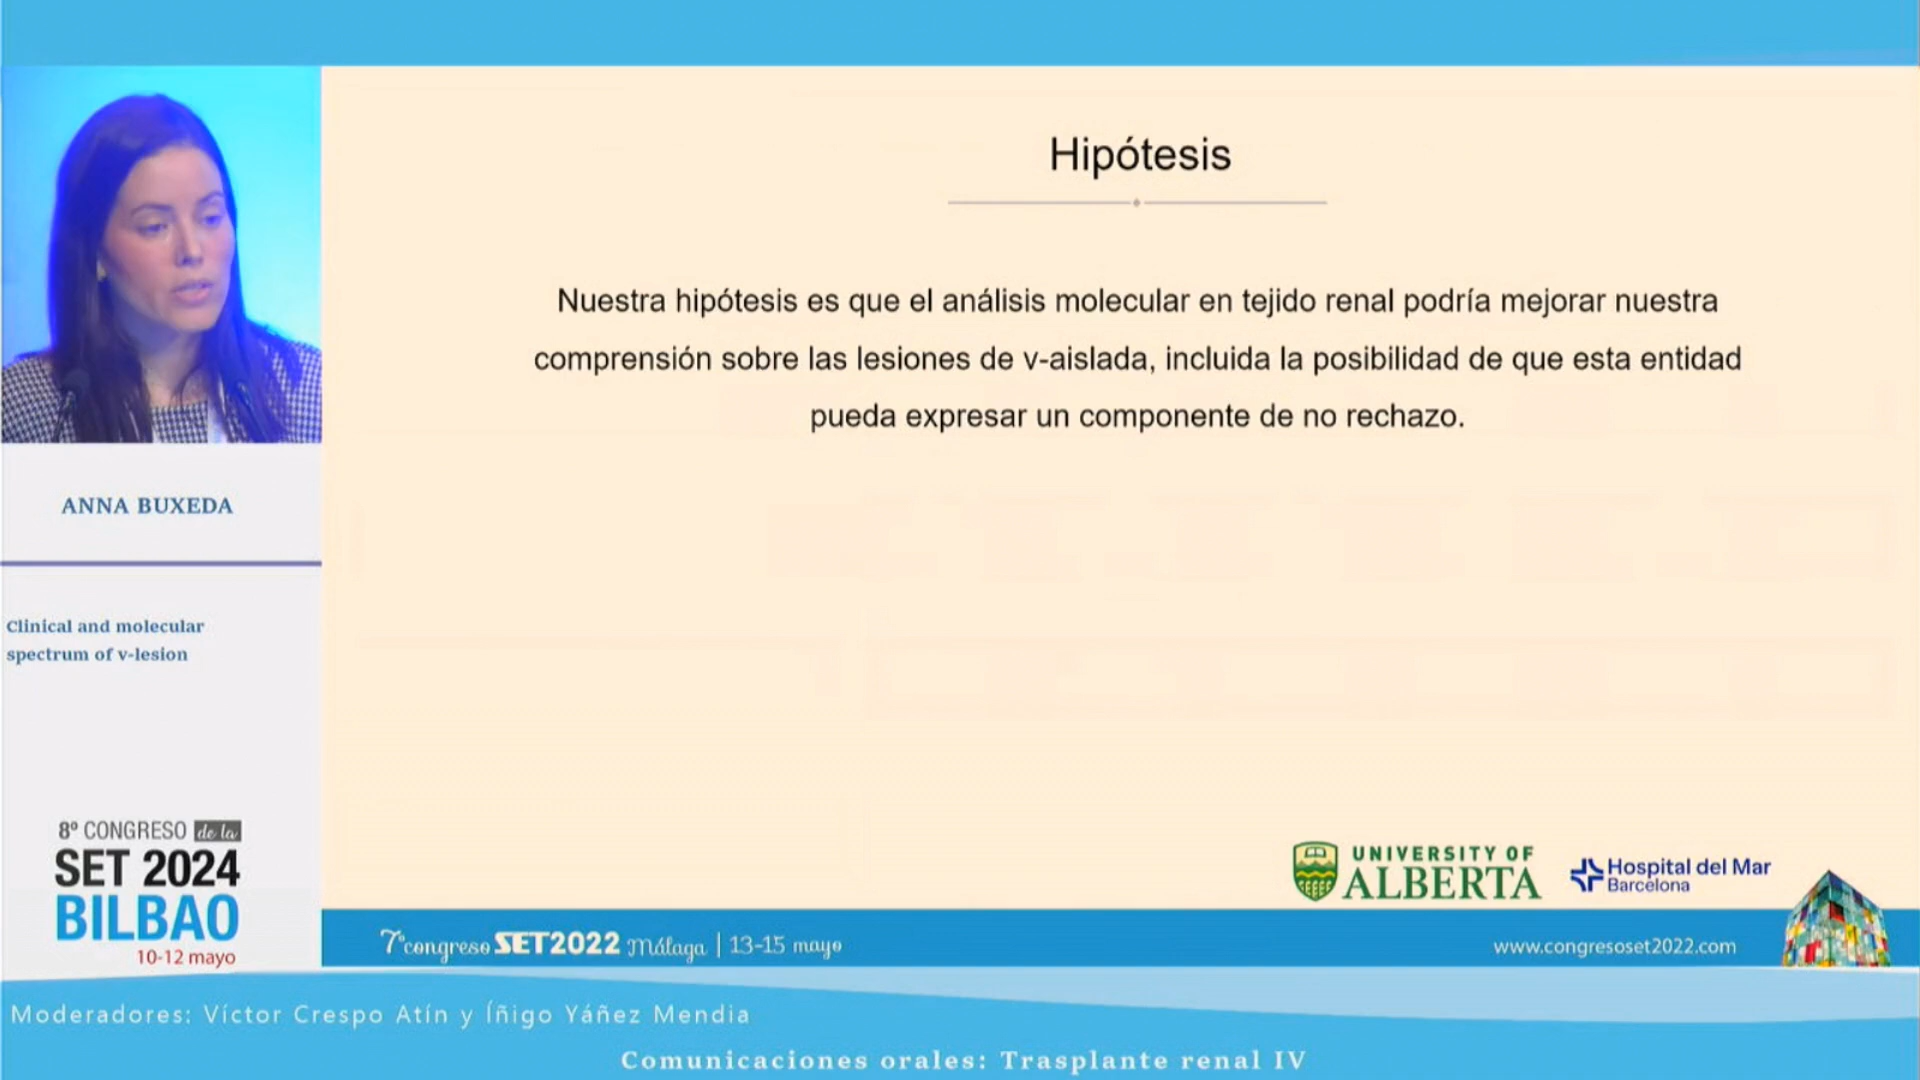 Hipótesis
Nuestra hipótesis es que el análisis molecular en tejido renal podría mejorar nuestra
comprensión sobre las lesiones de v-aislada, incluida la posibilidad de que esta entidad
pueda expresar un componente de no rechazo.
ANNA BUXEDA
Clinical and molecular
spectrum of v-lesion
8º CONGRESO de la
SET 2024
BILBAO
10-12 mayo
UNIVERSITY OF
ALBERTA
Hospital del Mar
Barcelona
7º congreso SET2022 Málaga | 13-15 mayo
www.congresoset2022.com
Moderadores: Víctor Crespo Atín y Íñigo Yáñez Mendia
Comunicaciones orales: Trasplante renal IV